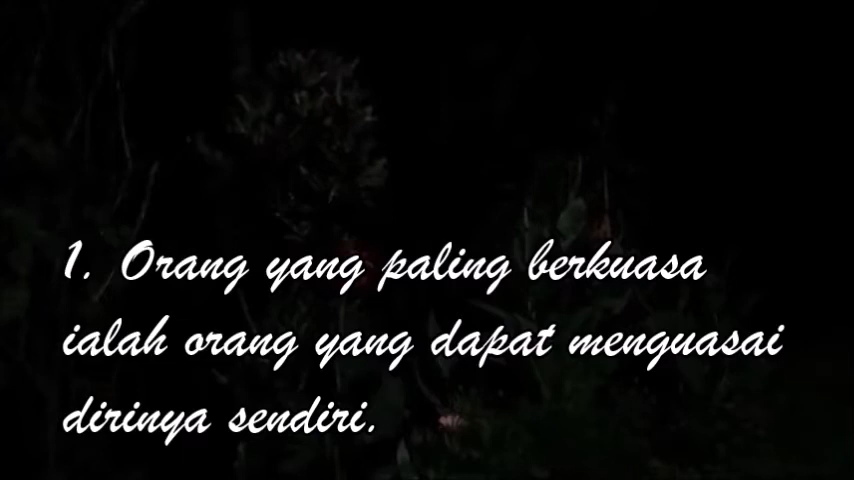 1. Orang yang paling berkuasa
ialah orang yang dapat menguasai
dirinya sendiri.